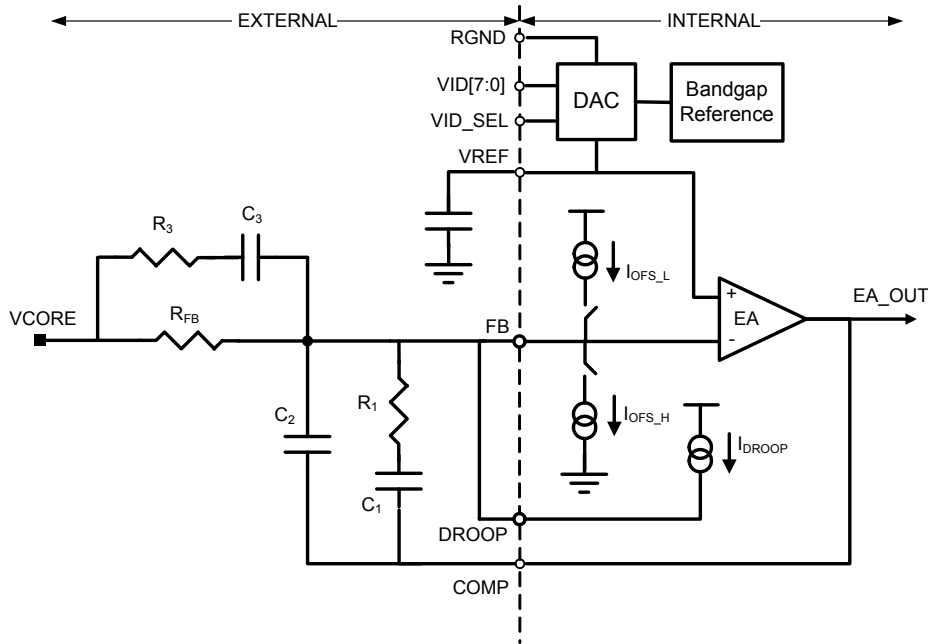 EXTERNAL
INTERNAL
RGND
VID[7:0]
DAC
Bandgap
Reference
VID_SEL
VREF
C3
R3
IOFS_L
VCORE
RFB
FB
+
EA
-
EA_OUT
R1
C2
IOFS_H
IDROOP
C1
DROOP
COMP